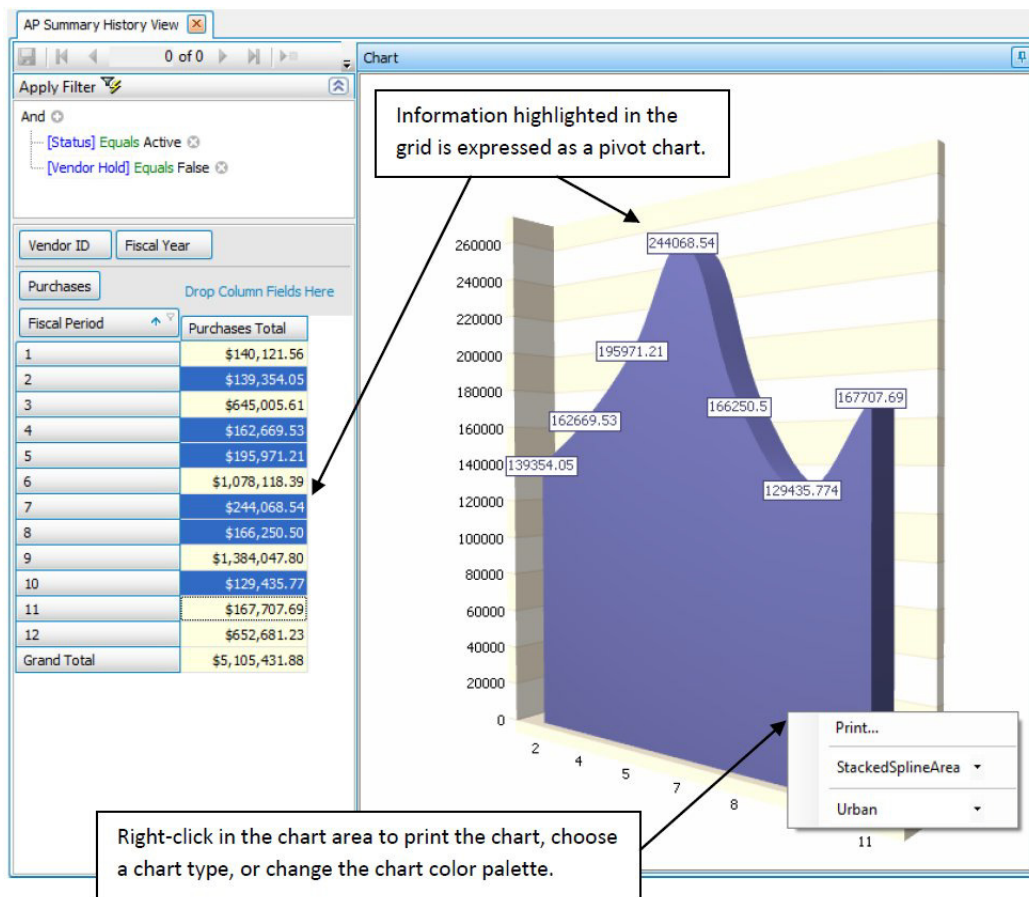 AP Summary History View
0 of 0
Chart
Apply Filter
And
[Status] Equals Active
[Vendor Hold] Equals False
Information highlighted in the
grid is expressed as a pivot chart.
Vendor ID
Fiscal Year
Purchases
Drop Column Fields Here
Fiscal Period
Purchases Total
1 $140,121.56
2 $139,354.05
3 $645,005.61
4 $162,669.53
5 $195,971.21
6 $1,078,118.39
7 $244,068.54
8 $166,250.50
9 $1,384,047.80
10 $129,435.77
11 $167,707.69
12 $652,681.23
Grand Total $5,105,431.88
260000
240000
220000
200000
180000
160000
140000
120000
100000
80000
60000
40000
20000
0
139354.05
162669.53
195971.21
244068.54
166250.5
129435.774
167707.69
2
4
5
7
8
11
Print...
StackedSplineArea
Urban
Right-click in the chart area to print the chart, choose
a chart type, or change the chart color palette.